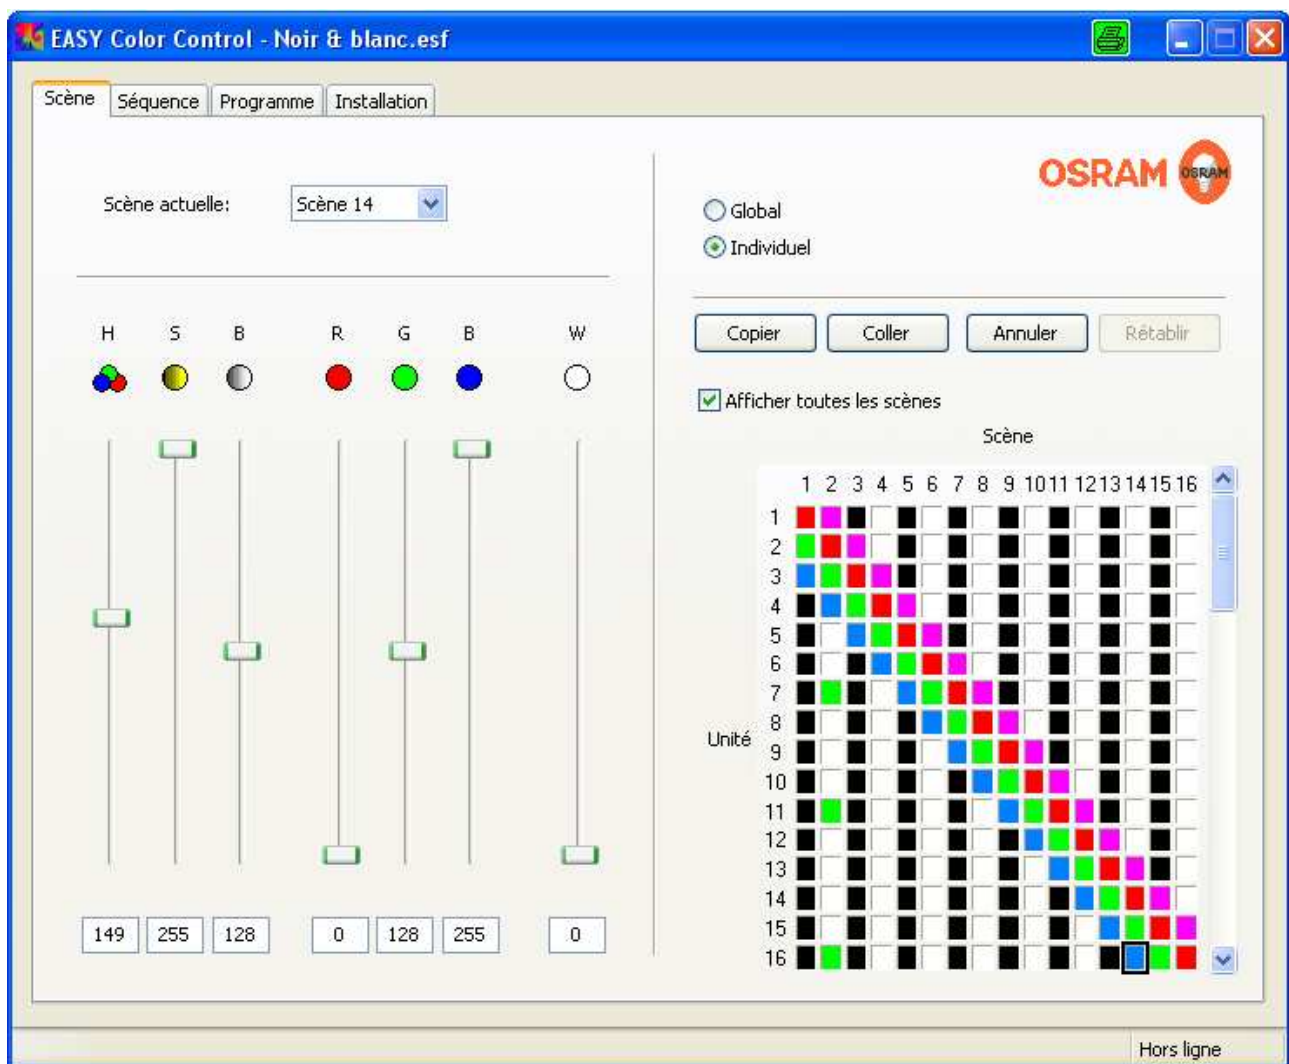 EASY Color Control - Noir & blanc.esf
Scène Séquence Programme Installation
OSRAM OSRAM
Scène actuelle: Scène 14
Global
Individuel
H S B R G B W
Copier Coller Annuler Rétablir
Afficher toutes les scènes
Scène
1 2 3 4 5 6 7 8 9 10 11 12 13 14 15 16
1
2
3
4
5
6
7
8
Unité
9
10
11
12
13
14
15
16
149 255 128 0 128 255 0
Hors ligne